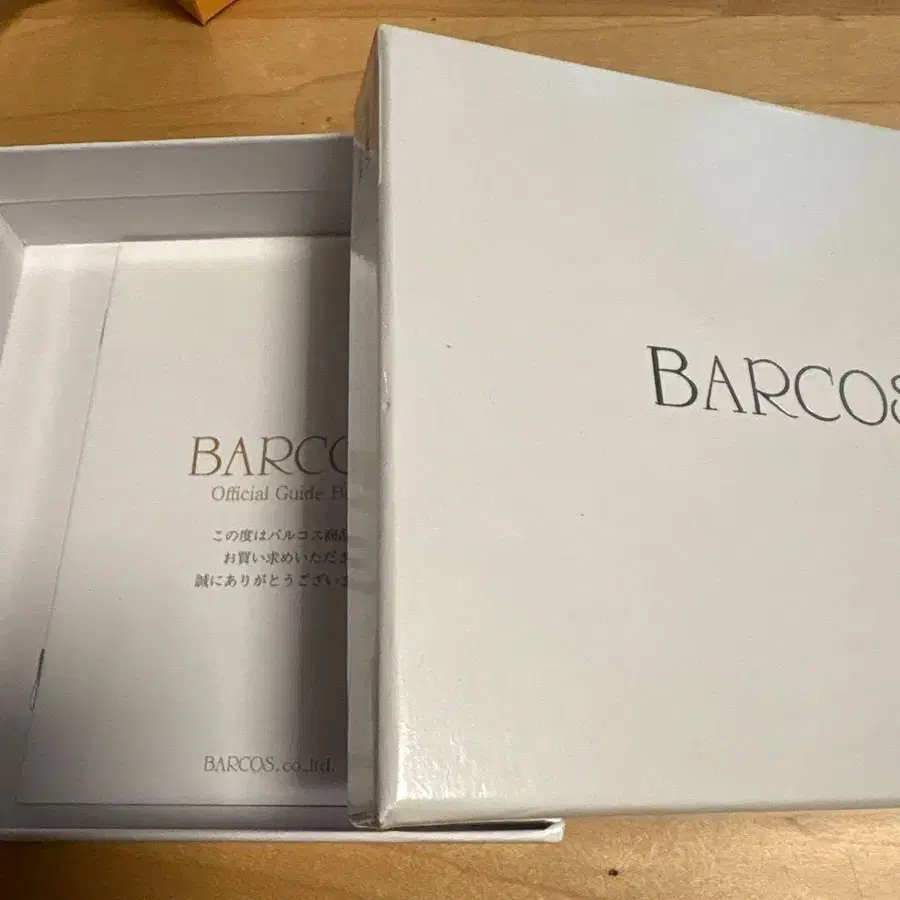 BARCO
Official Guide B
この度はバルコス商品
お買い求めいただき
誠にありがとうござい
BARCOS.co.,ltd.
BARCOS